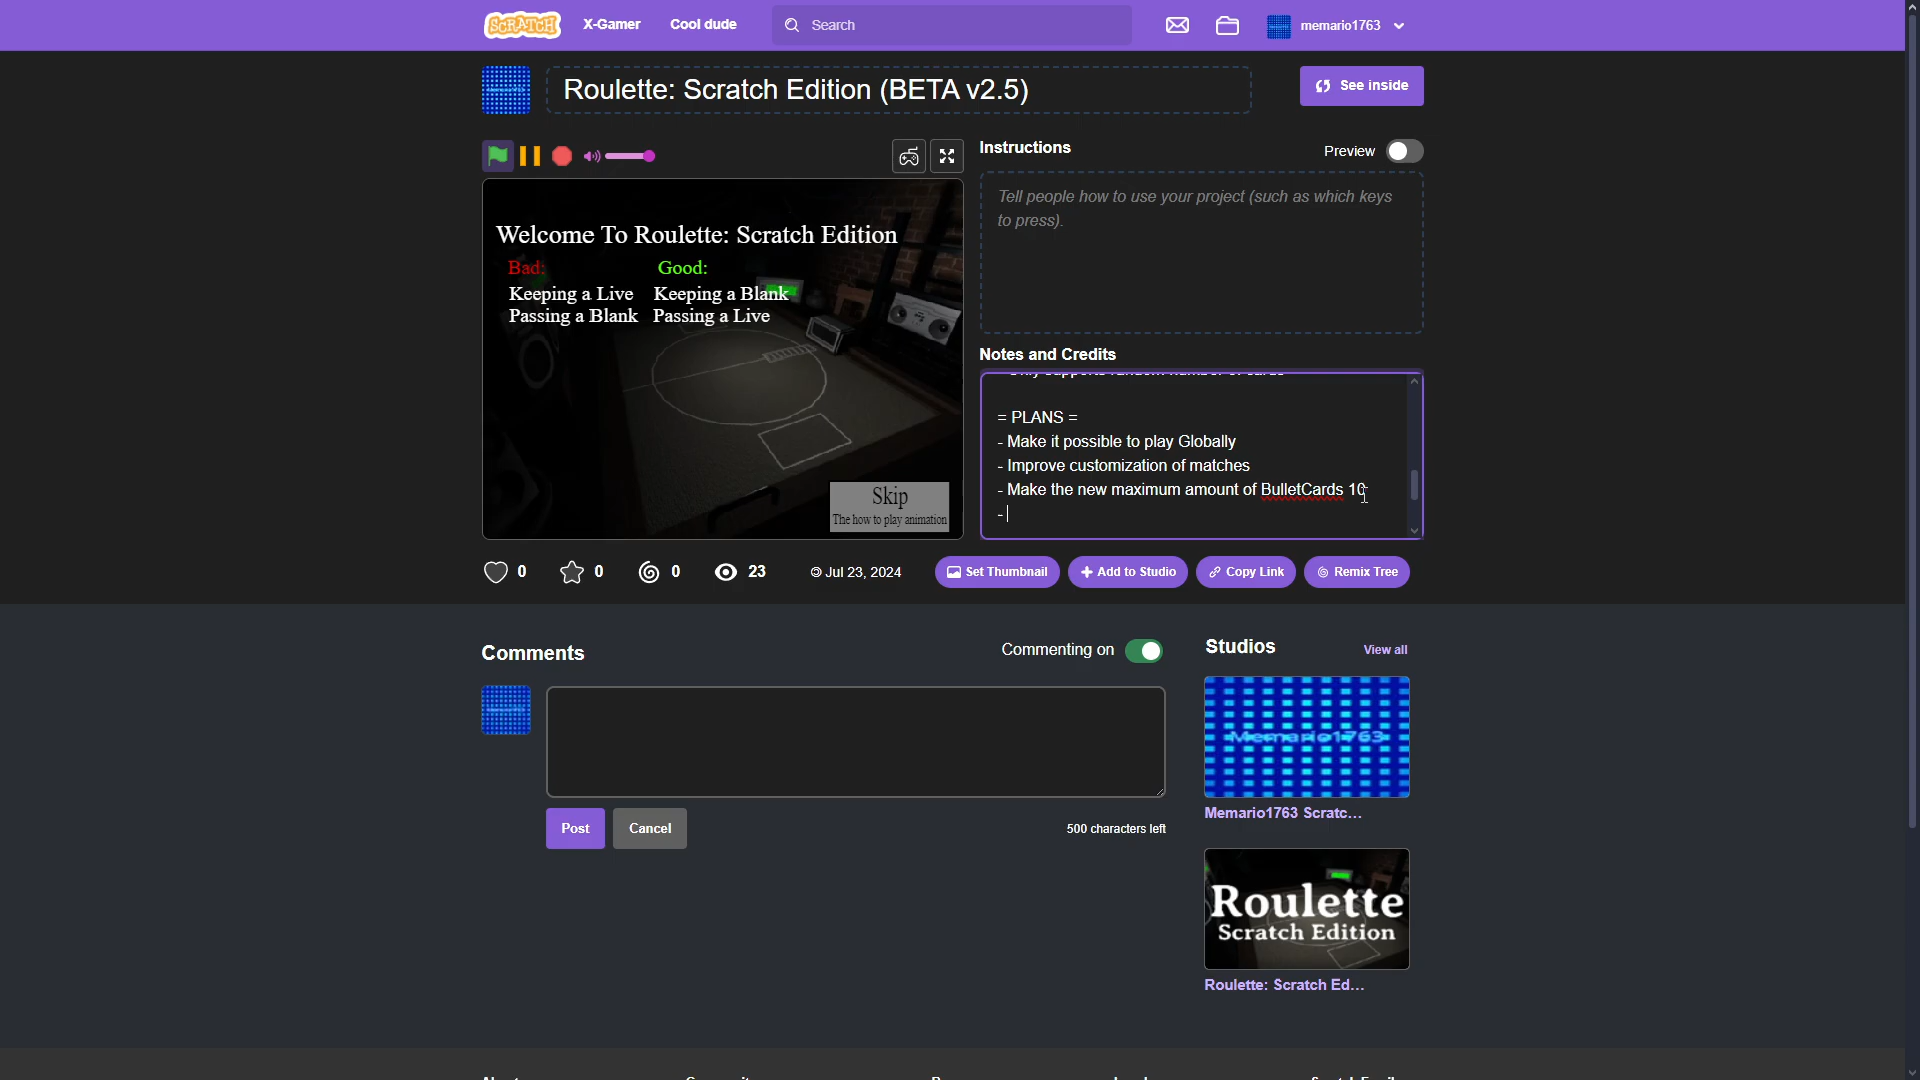 SCRATCH
X-Gamer
Cool dude
Search
memario1763
Roulette: Scratch Edition (BETA v2.5)
See inside
Instructions
Preview
Tell people how to use your project (such as which keys
to press).
Welcome To Roulette: Scratch Edition
Bad:
Good:
Keeping a Live
Keeping a Blank
Passing a Blank
Passing a Live
Skip
The how to play animation
Notes and Credits
= PLANS =
- Make it possible to play Globally
- Improve customization of matches
- Make the new maximum amount of BulletCards 10
-
0
0
0
23
Jul 23, 2024
Set Thumbnail
Add to Studio
Copy Link
Remix Tree
Comments
Commenting on
Post
Cancel
500 characters left
Studios
View all
Memario1763
Memario1763 Scratc...
Roulette
Scratch Edition
Roulette: Scratch Ed...